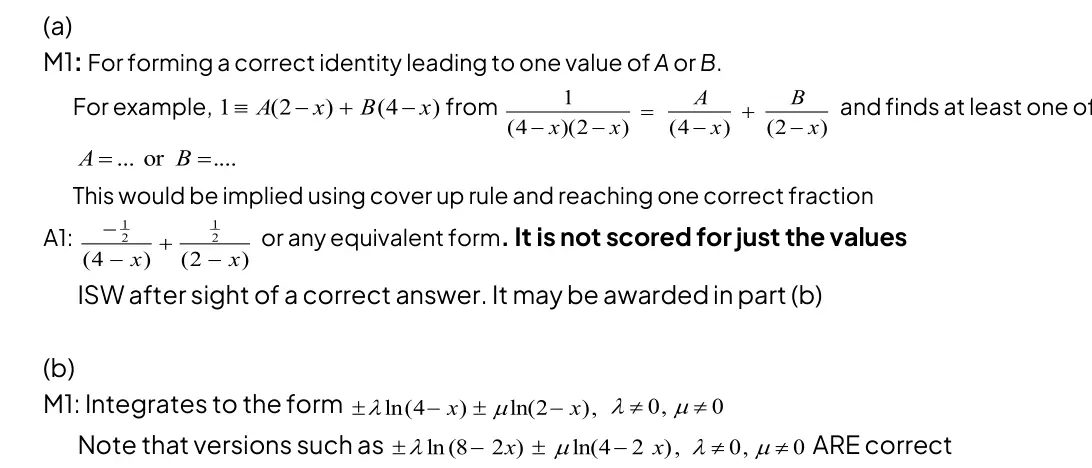 (a)
M1: For forming a correct identity leading to one value of A or B.
For example, 1 ≡ A(2−x) + B(4−x) from 1/((4−x)(2−x)) = A/(4−x) + B/(2−x) and finds at least one of
A = ... or B = ....
This would be implied using cover up rule and reaching one correct fraction
A1: −½/(4 − x) + ½/(2 − x) or any equivalent form. It is not scored for just the values
ISW after sight of a correct answer. It may be awarded in part (b)
(b)
M1: Integrates to the form ±λ ln(4− x) ± μ ln(2− x), λ ≠ 0, μ ≠ 0
Note that versions such as ±λ ln (8− 2x) ± μ ln(4−2 x), λ ≠ 0, μ ≠ 0 ARE correct